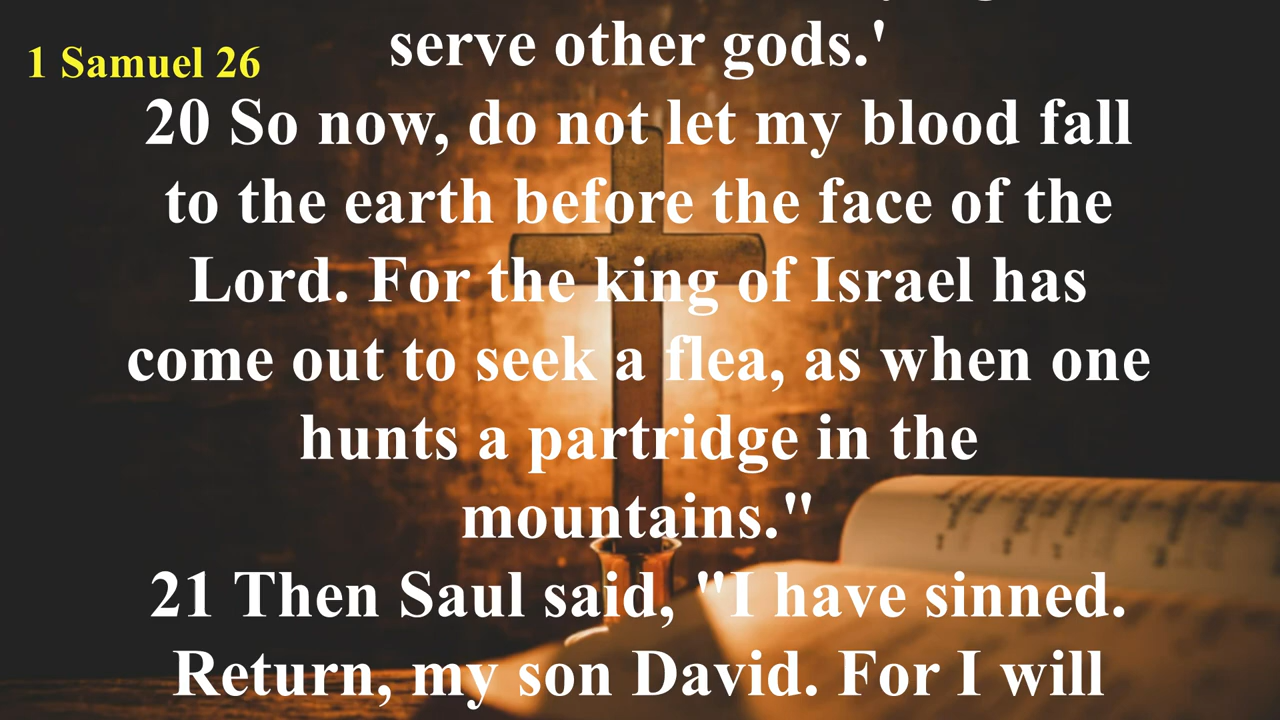 1 Samuel 26
serve other gods.'
20 So now, do not let my blood fall
to the earth before the face of the
Lord. For the king of Israel has
come out to seek a flea, as when one
hunts a partridge in the
mountains."
21 Then Saul said, "I have sinned.
Return, my son David. For I will